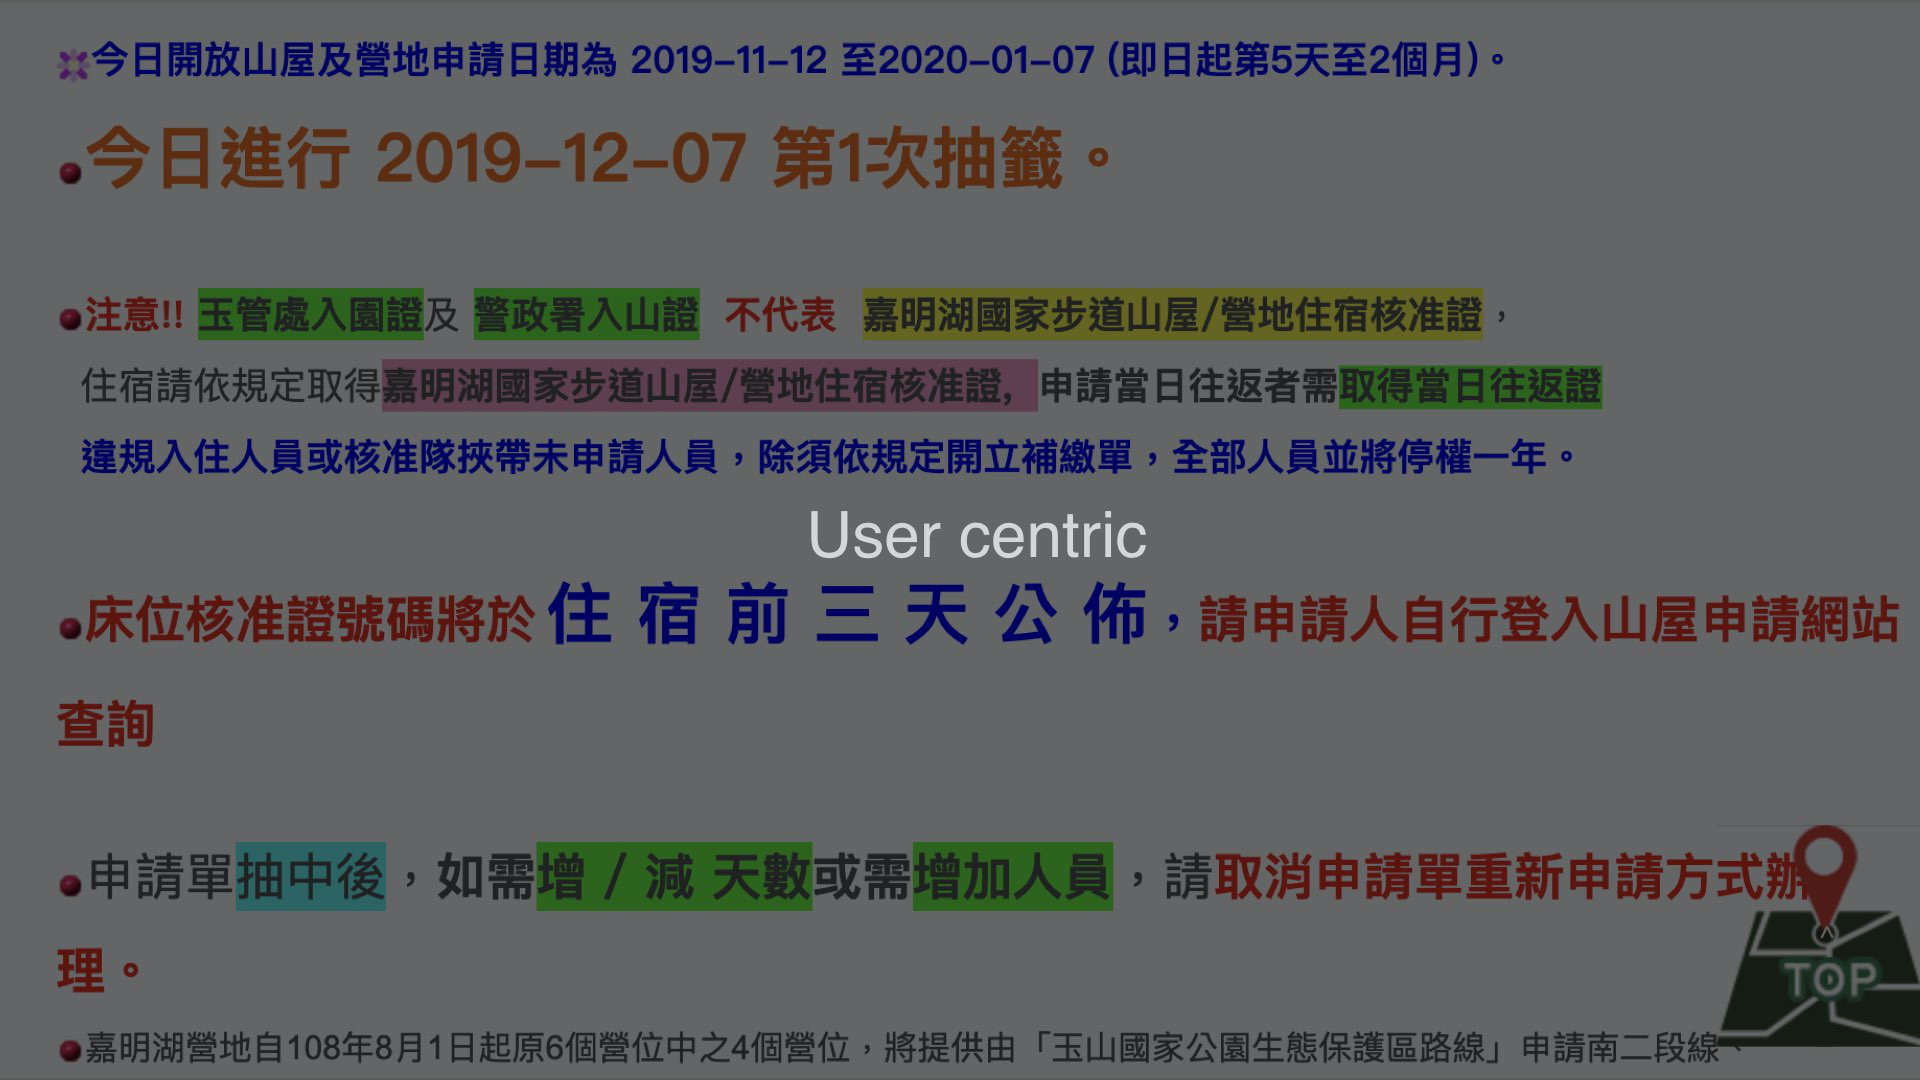 今日開放山屋及營地申請日期為 2019-11-12 至2020-01-07 (即日起第5天至2個月)。
今日進行 2019-12-07 第1次抽籤。
注意!! 玉管處入園證及 警政署入山證 不代表 嘉明湖國家步道山屋/營地住宿核准證，
住宿請依規定取得嘉明湖國家步道山屋/營地住宿核准證, 申請當日往返者需取得當日往返證
違規入住人員或核准隊挾帶未申請人員，除須依規定開立補繳單，全部人員並將停權一年。
User centric
床位核准證號碼將於 住 宿 前 三 天 公 佈，請申請人自行登入山屋申請網站
查詢
申請單抽中後，如需增 / 減 天數或需增加人員，請取消申請單重新申請方式辦
理。
TOP
嘉明湖營地自108年8月1日起原6個營位中之4個營位，將提供由「玉山國家公園生態保護區路線」申請南二段線、